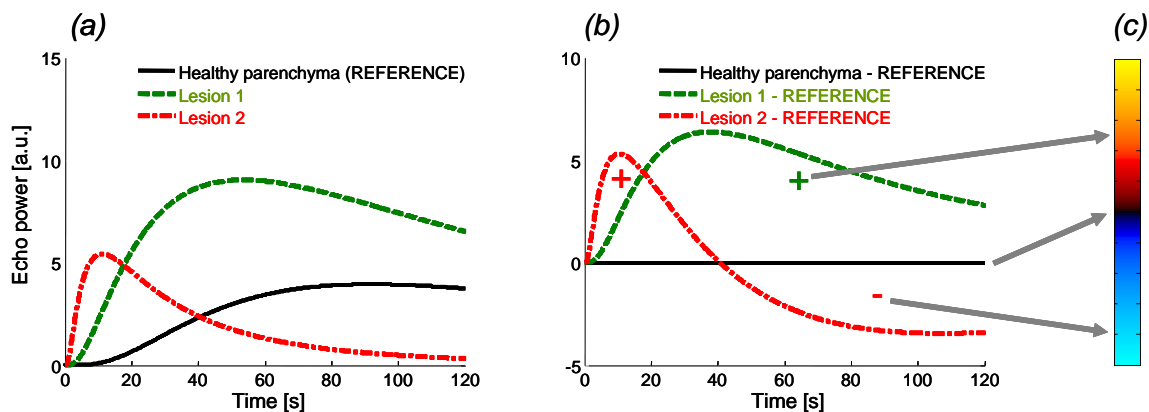 (a)
15
Healthy parenchyma (REFERENCE)
Lesion 1
Lesion 2
10
5
0
Echo power [a.u.]
0 20 40 60 80 100 120
Time [s]
(b)
10
Healthy parenchyma - REFERENCE
Lesion 1 - REFERENCE
Lesion 2 - REFERENCE
5
+ +
0
-
-5
0 20 40 60 80 100 120
Time [s]
(c)